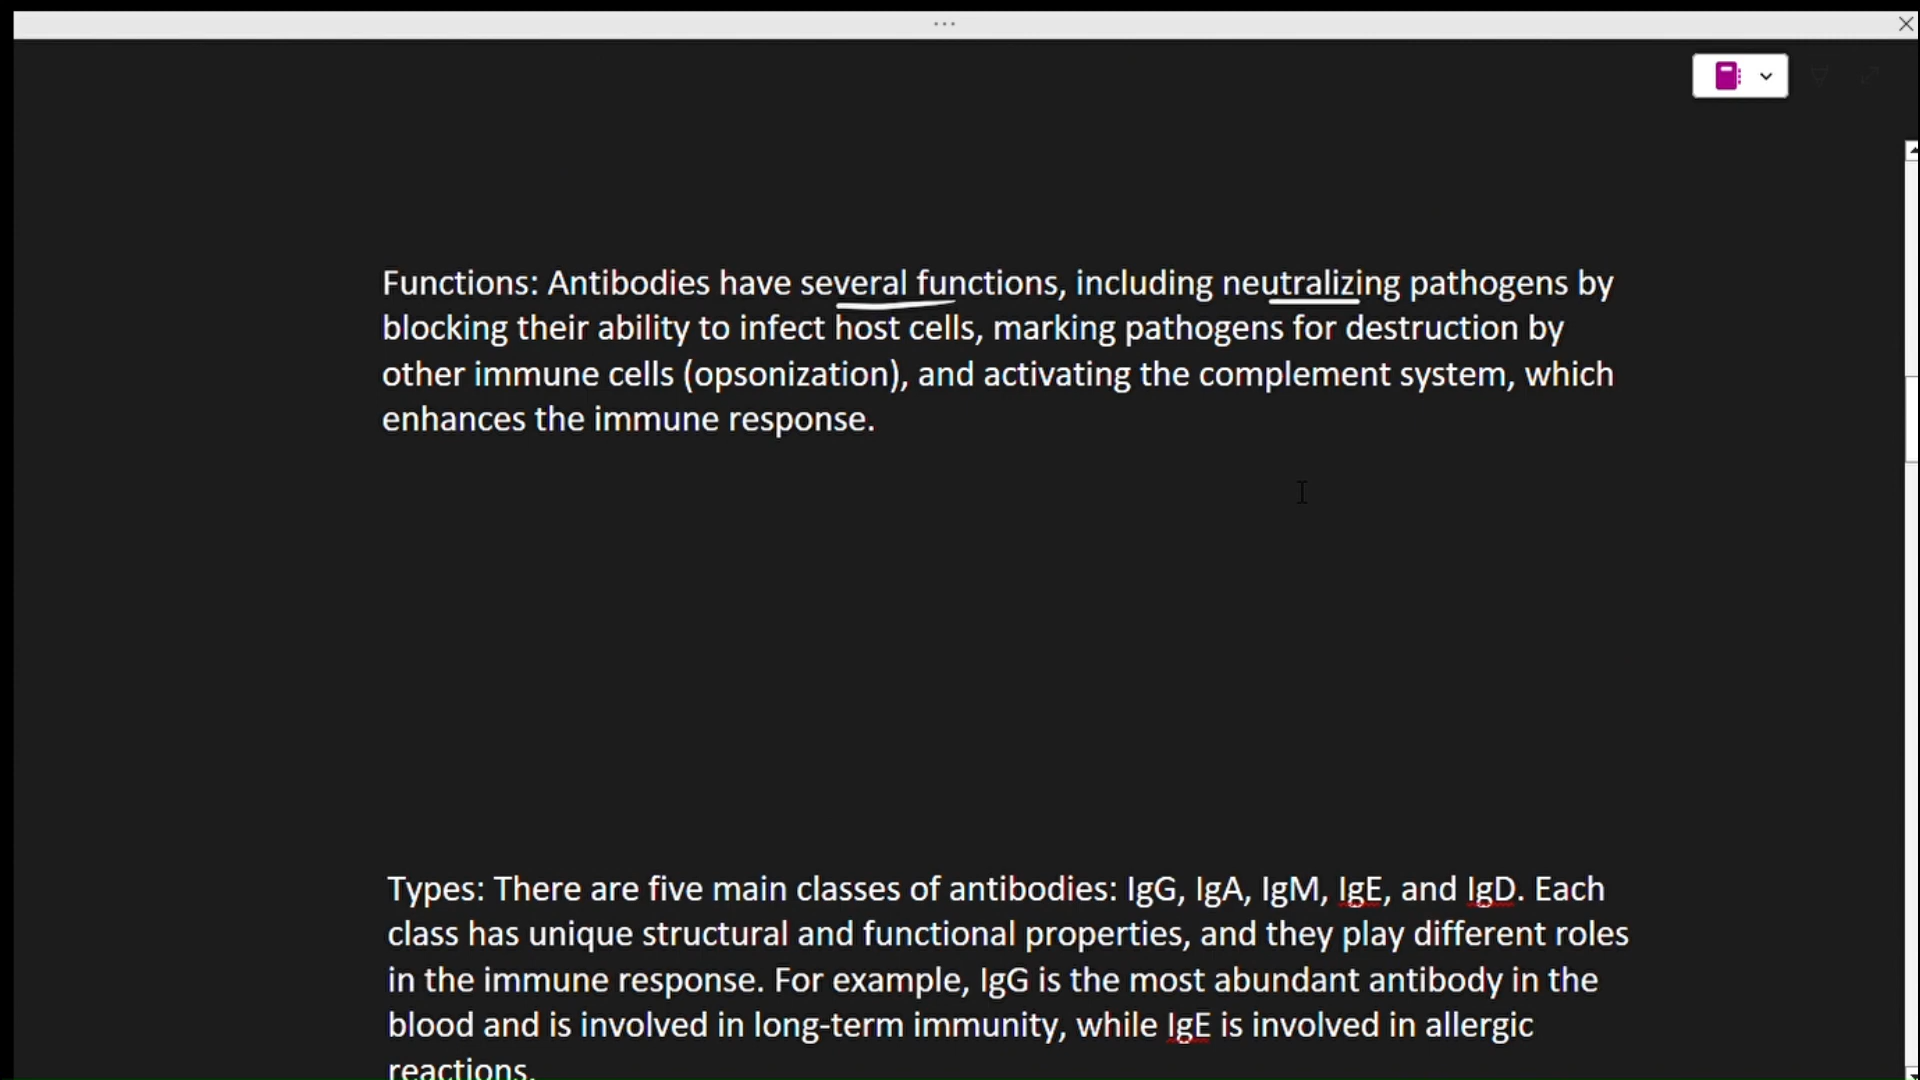 Functions: Antibodies have several functions, including neutralizing pathogens by
blocking their ability to infect host cells, marking pathogens for destruction by
other immune cells (opsonization), and activating the complement system, which
enhances the immune response.
Types: There are five main classes of antibodies: IgG, IgA, IgM, IgE, and IgD. Each
class has unique structural and functional properties, and they play different roles
in the immune response. For example, IgG is the most abundant antibody in the
blood and is involved in long-term immunity, while IgE is involved in allergic
reactions.